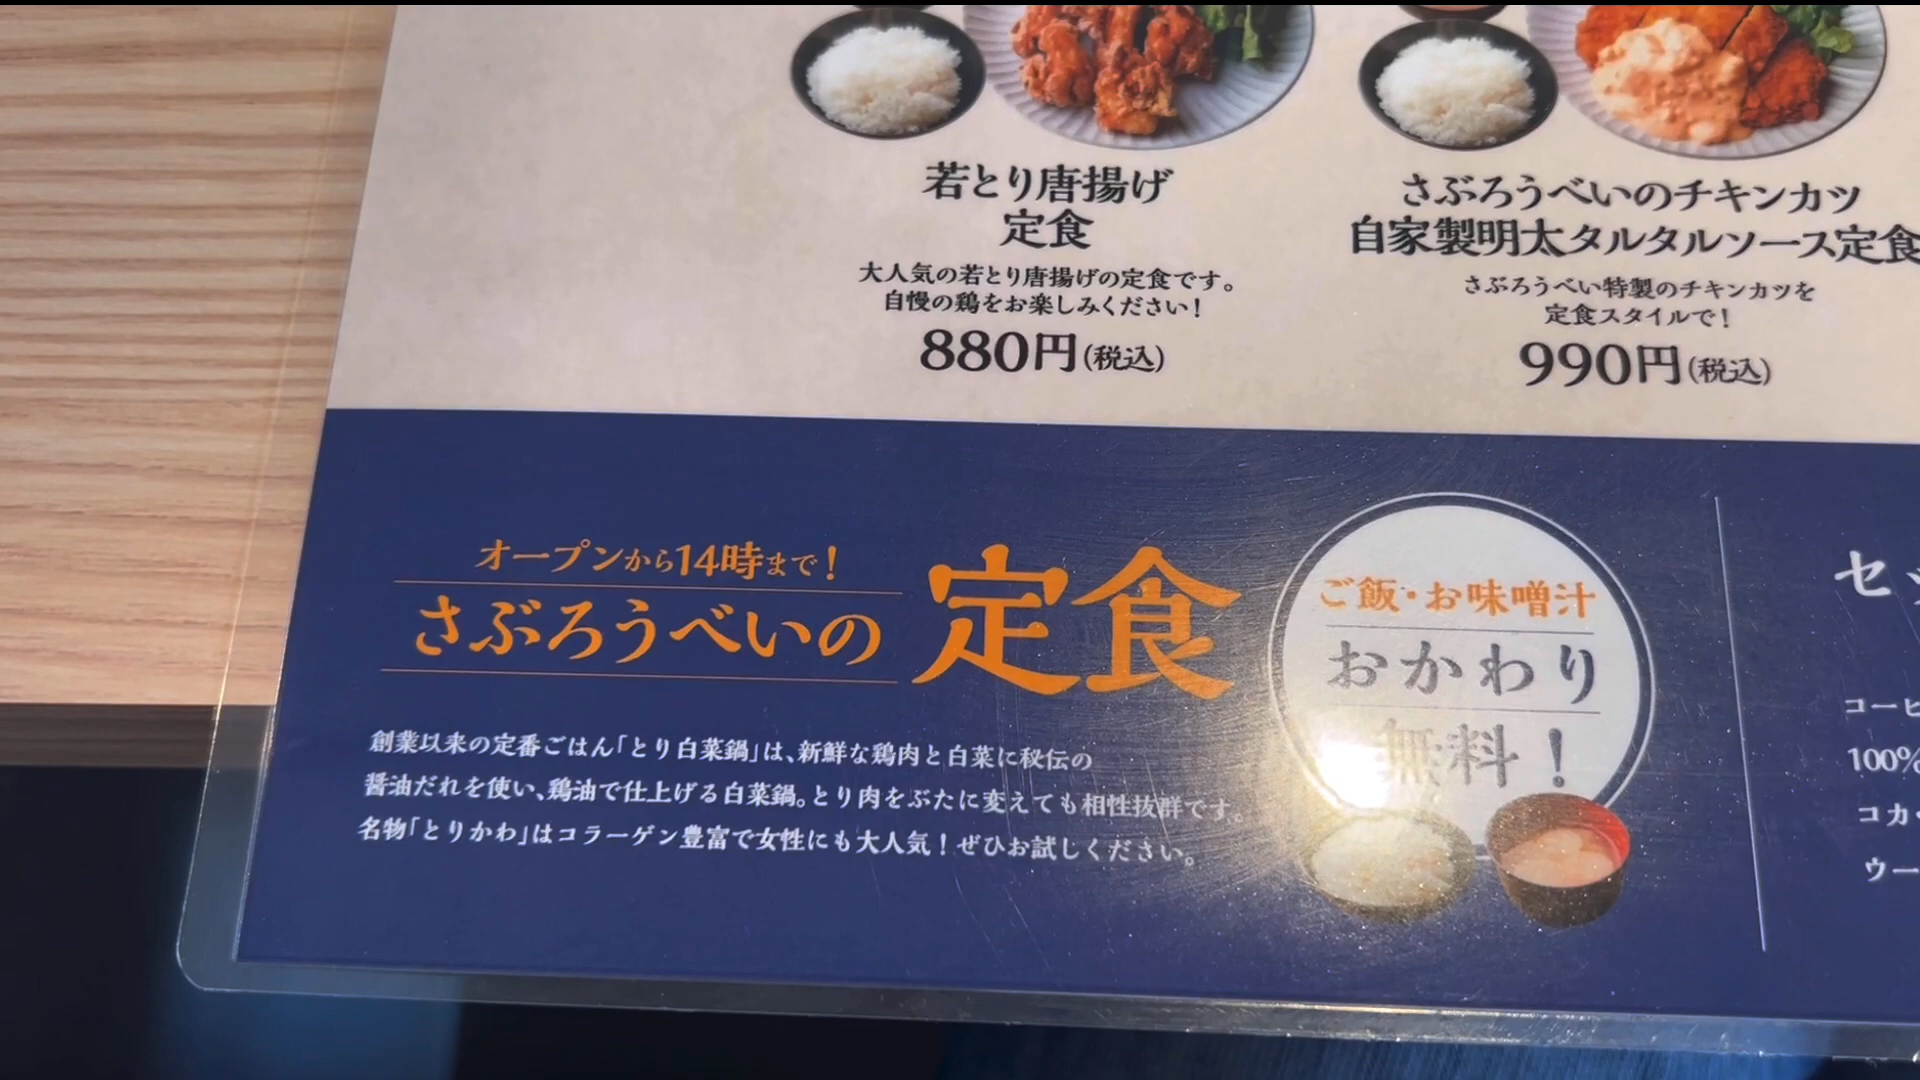 若とり唐揚げ
定食
大人気の若とり唐揚げの定食です。
自慢の鶏をお楽しみください！
880円(税込)
さぶろうべいのチキンカツ
自家製明太タルタルソース定食
さぶろうべい特製のチキンカツを
定食スタイルで！
990円(税込)
オープンから14時まで！
さぶろうべいの定食
創業以来の定番ごはん「とり白菜鍋」は、新鮮な鶏肉と白菜に秘伝の
醤油だれを使い、鶏油で仕上げる白菜鍋。とり肉をぶたに変えても相性抜群です。
名物「とりかわ」はコラーゲン豊富で女性にも大人気！ぜひお試しください。
ご飯・お味噌汁
おかわり
無料！
セッ
コーヒ
100%
コカ・
ウー